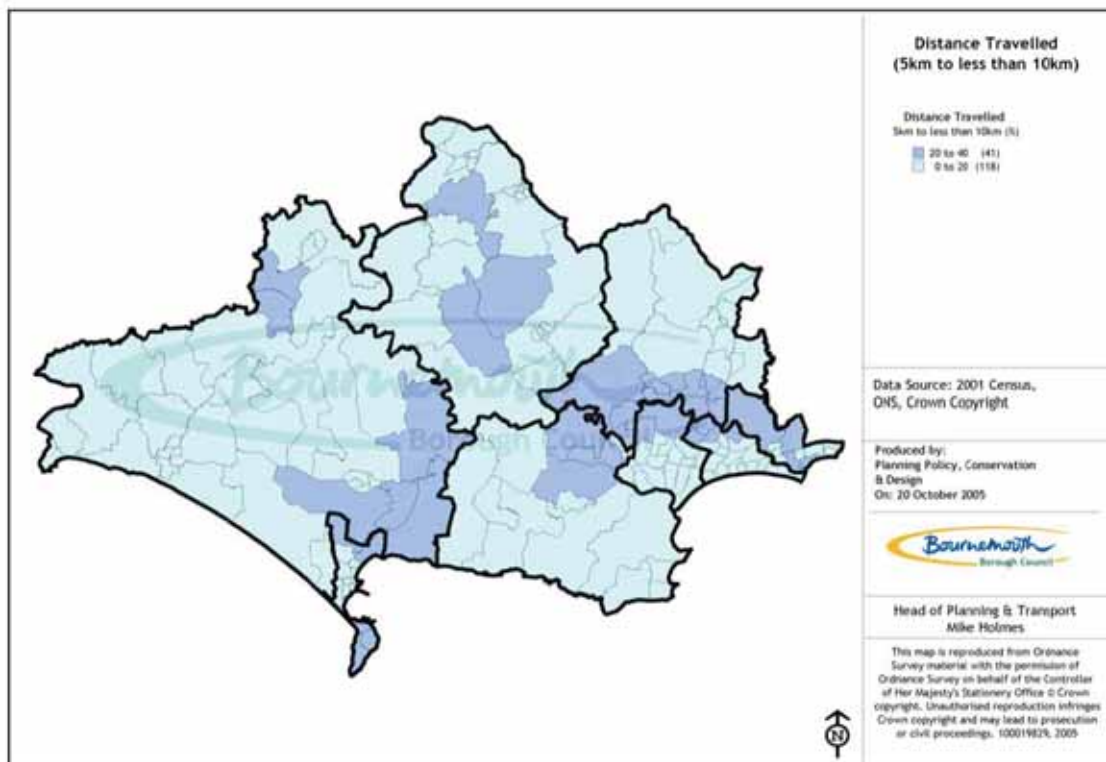 Distance Travelled
(5km to less than 10km)
Distance Travelled
5km to less than 10km (%)
20 to 40 (41)
0 to 20 (118)
Bournemouth
Borough Council
Data Source: 2001 Census,
ONS, Crown Copyright
Produced by:
Planning Policy, Conservation
& Design
On: 20 October 2005
Bournemouth
Borough Council
Head of Planning & Transport
Mike Holmes
This map is reproduced from Ordnance
Survey material with the permission of
Ordnance Survey on behalf of the Controller
of Her Majesty's Stationery Office © Crown
copyright. Unauthorised reproduction infringes
Crown copyright and may lead to prosecution
or civil proceedings. 100019829, 2005
N